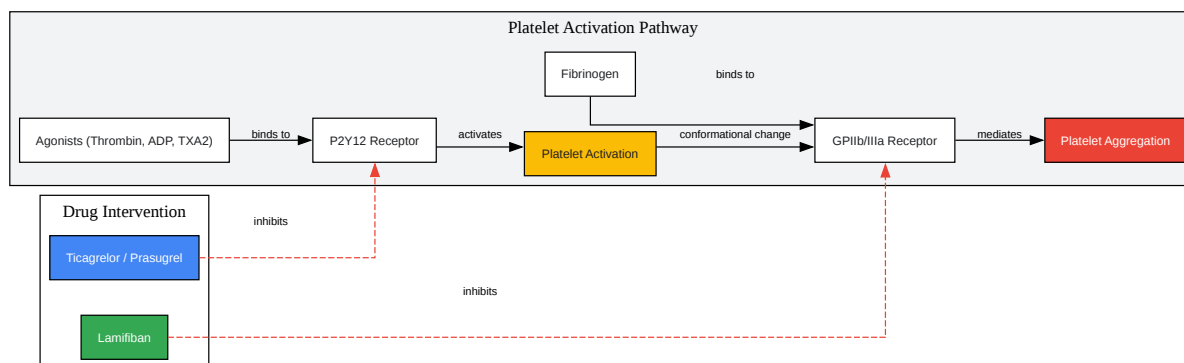 Platelet Activation Pathway
Fibrinogen
binds to
Agonists (Thrombin, ADP, TXA2)
binds to
P2Y12 Receptor
activates
Platelet Activation
conformational change
GPIIb/IIIa Receptor
mediates
Platelet Aggregation
Drug Intervention
inhibits
Ticagrelor / Prasugrel
inhibits
Lamifiban